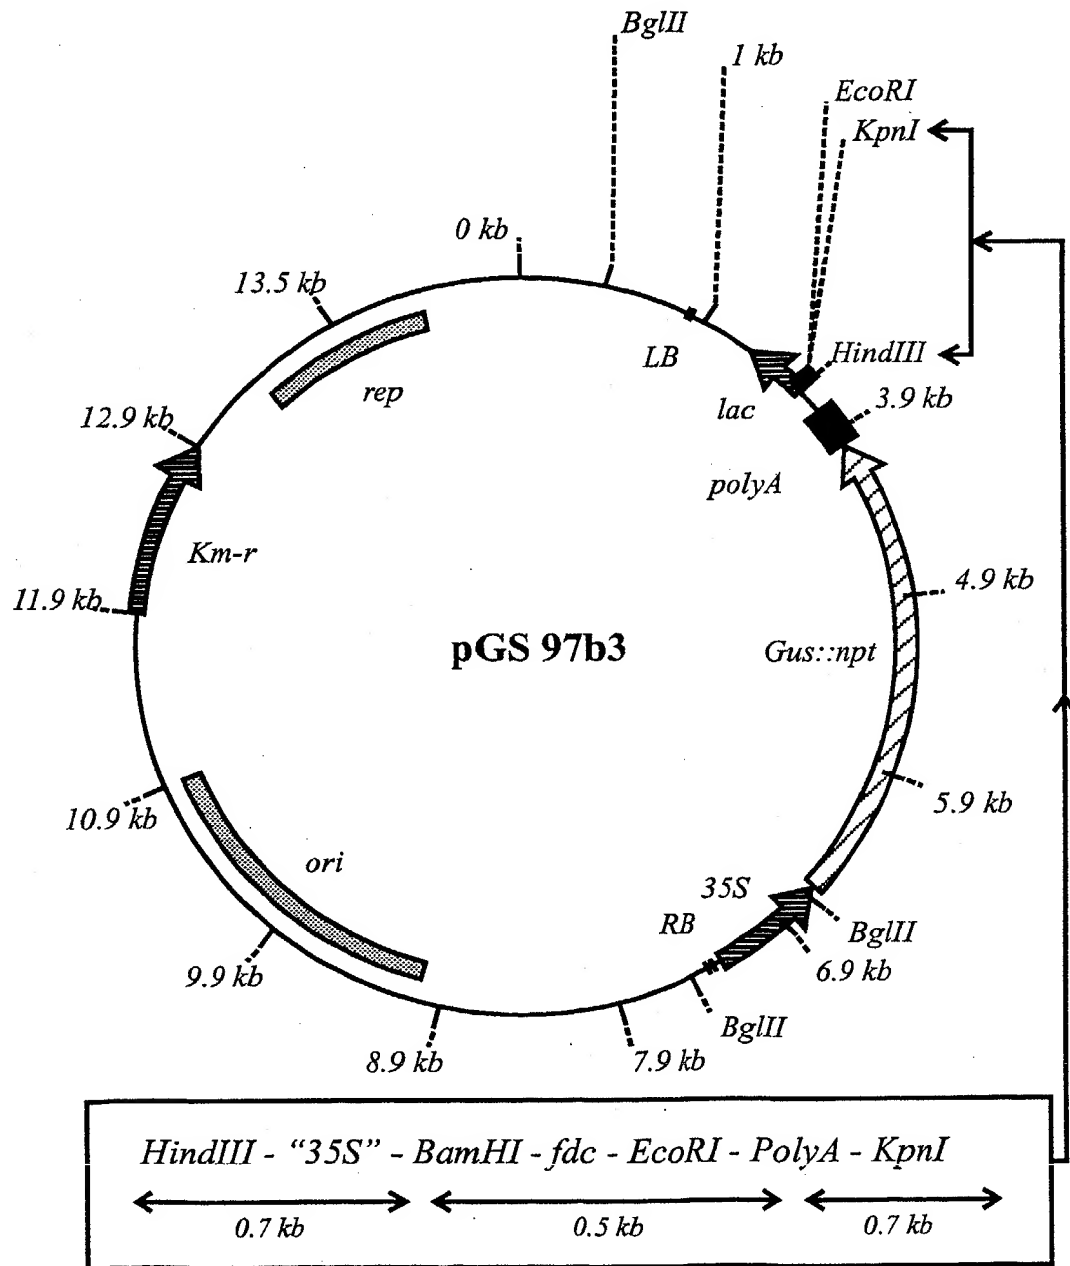 BglII
1 kb
EcoRI
KpnI
0 kb
13.5 kb
LB
HindIII
lac
3.9 kb
rep
12.9 kb
polyA
Km-r
11.9 kb
4.9 kb
pGS 97b3
Gus::npt
5.9 kb
10.9 kb
ori
35S
RB
BglII
6.9 kb
9.9 kb
BglII
7.9 kb
8.9 kb
HindIII - “35S” - BamHI - fdc - EcoRI - PolyA - KpnI
0.7 kb 0.5 kb 0.7 kb